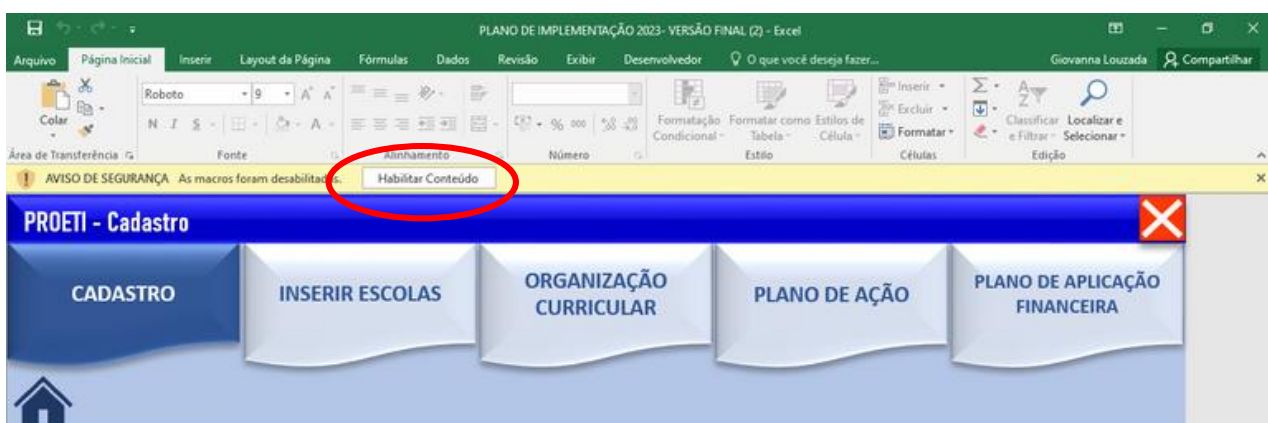 PLANO DE IMPLEMENTAÇÃO 2023- VERSÃO FINAL (2) - Excel
Arquivo Página Inicial Inserir Layout da Página Fórmulas Dados Revisão Exibir Desenvolvedor O que você deseja fazer... Giovanna Louzada Compartilhar
Colar
Roboto 9
N I S
% 000
Formatação Condicional
Formatar como Tabela
Estilos de Célula
Inserir
Excluir
Formatar
Classificar e Filtrar
Localizar e Selecionar
Área de Transferência Fonte Alinhamento Número Estilo Células Edição
AVISO DE SEGURANÇA As macros foram desabilitadas. Habilitar Conteúdo
PROETI - Cadastro
CADASTRO
INSERIR ESCOLAS
ORGANIZAÇÃO
CURRICULAR
PLANO DE AÇÃO
PLANO DE APLICAÇÃO
FINANCEIRA